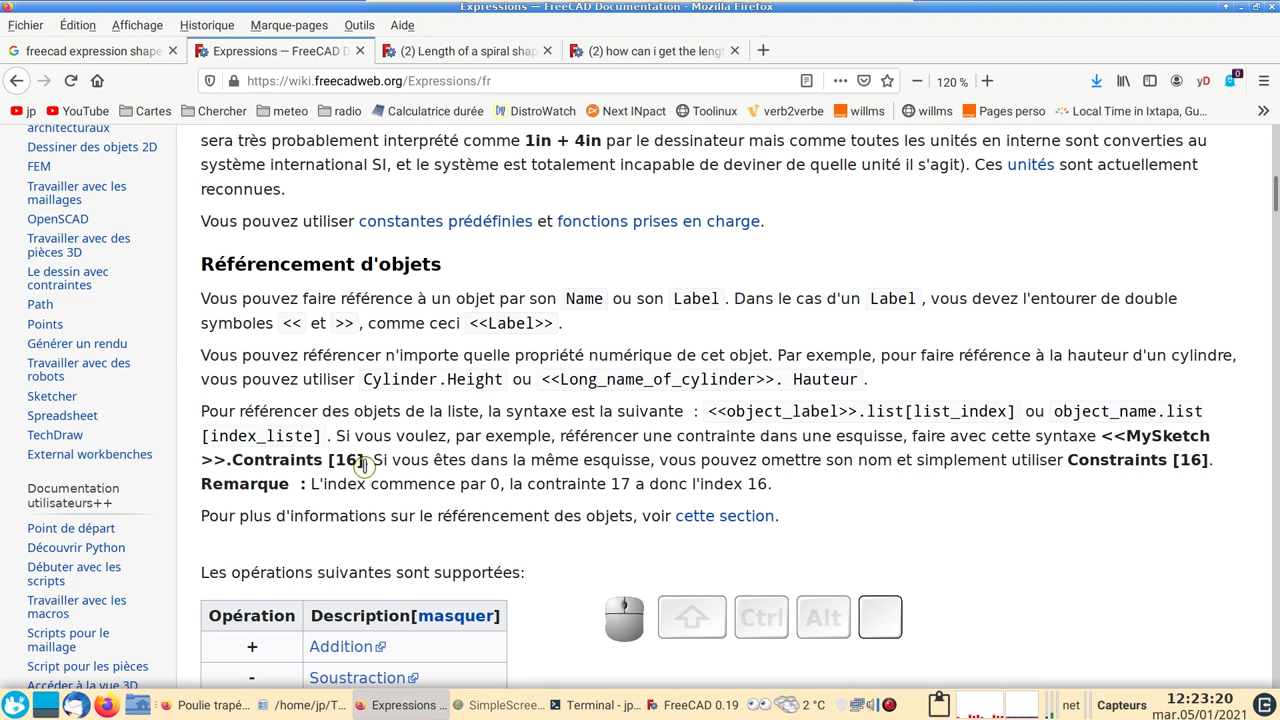 Expressions — FreeCAD Documentation - Mozilla Firefox
Fichier Édition Affichage Historique Marque-pages Outils Aide
freecad expression shape Expressions — FreeCAD D (2) Length of a spiral shap (2) how can i get the leng
https://wiki.freecadweb.org/Expressions/fr 120 %
jp YouTube Cartes Chercher meteo radio Calculatrice durée DistroWatch Next INpact Toolinux verb2verbe willms willms Pages perso Local Time in Ixtapa, Gu...
architecturaux
Dessiner des objets 2D
FEM
Travailler avec les
maillages
OpenSCAD
Travailler avec des
pièces 3D
Le dessin avec
contraintes
Path
Points
Générer un rendu
Travailler avec des
robots
Sketcher
Spreadsheet
TechDraw
External workbenches
Documentation
utilisateurs++
Point de départ
Découvrir Python
Débuter avec les
scripts
Travailler avec les
macros
Scripts pour le
maillage
Script pour les pièces
Accéder à la vue 3D
sera très probablement interprété comme 1in + 4in par le dessinateur mais comme toutes les unités en interne sont converties au
système international SI, et le système est totalement incapable de deviner de quelle unité il s'agit). Ces unités sont actuellement
reconnues.
Vous pouvez utiliser constantes prédéfinies et fonctions prises en charge.
Référencement d'objets
Vous pouvez faire référence à un objet par son Name ou son Label . Dans le cas d'un Label , vous devez l'entourer de double
symboles << et >> , comme ceci <<Label>> .
Vous pouvez référencer n'importe quelle propriété numérique de cet objet. Par exemple, pour faire référence à la hauteur d'un cylindre,
vous pouvez utiliser Cylinder.Height ou <<Long_name_of_cylinder>>. Hauteur .
Pour référencer des objets de la liste, la syntaxe est la suivante : <<object_label>>.list[list_index] ou object_name.list
[index_liste] . Si vous voulez, par exemple, référencer une contrainte dans une esquisse, faire avec cette syntaxe <<MySketch
>>.Contraints [16]. Si vous êtes dans la même esquisse, vous pouvez omettre son nom et simplement utiliser Constraints [16].
Remarque : L'index commence par 0, la contrainte 17 a donc l'index 16.
Pour plus d'informations sur le référencement des objets, voir cette section.
Les opérations suivantes sont supportées:
Opération Description[masquer]
+ Addition
- Soustraction
Ctrl Alt
Poulie trapé... /home/jp/T... Expressions ... SimpleScree... Terminal - jp... FreeCAD 0.19 2 °C net Capteurs 12:23:20
mar.05/01/2021